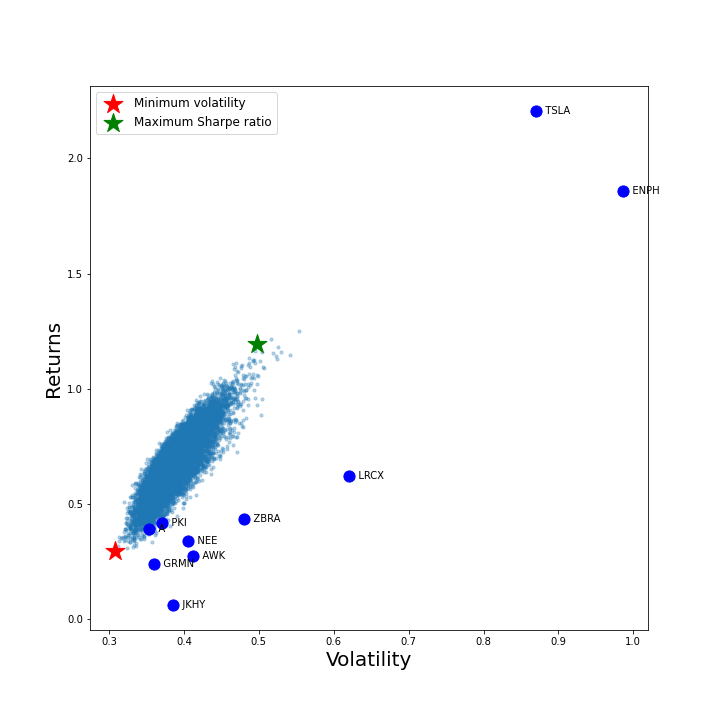 Minimum volatility
Maximum Sharpe ratio
TSLA
ENPH
LRCX
ZBRA
PKI
A
NEE
AWK
GRMN
JKHY
Returns
2.0
1.5
1.0
0.5
0.0
0.3 0.4 0.5 0.6 0.7 0.8 0.9 1.0
Volatility